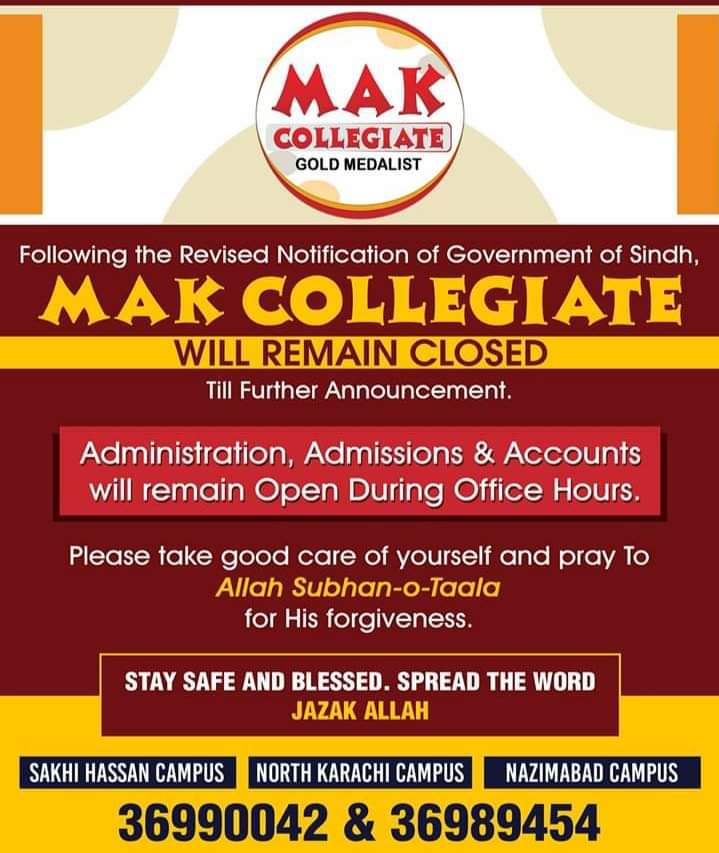 MAK
COLLEGIATE
GOLD MEDALIST
Following the Revised Notification of Government of Sindh,
MAK COLLEGIATE
WILL REMAIN CLOSED
Till Further Announcement.
Administration, Admissions & Accounts
will remain Open During Office Hours.
Please take good care of yourself and pray To
Allah Subhan-o-Taala
for His forgiveness.
STAY SAFE AND BLESSED. SPREAD THE WORD
JAZAK ALLAH
SAKHI HASSAN CAMPUS NORTH KARACHI CAMPUS NAZIMABAD CAMPUS
36990042 & 36989454